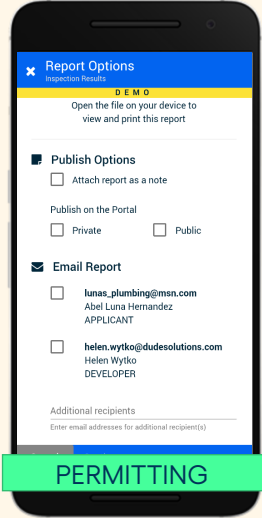 Report Options
Inspection Results
DEMO
Open the file on your device to
view and print this report
Publish Options
Attach report as a note
Publish on the Portal
Private Public
Email Report
lunas_plumbing@msn.com
Abel Luna Hernandez
APPLICANT
helen.wytko@dudesolutions.com
Helen Wytko
DEVELOPER
Additional recipients
Enter email addresses for additional recipient(s)
PERMITTING